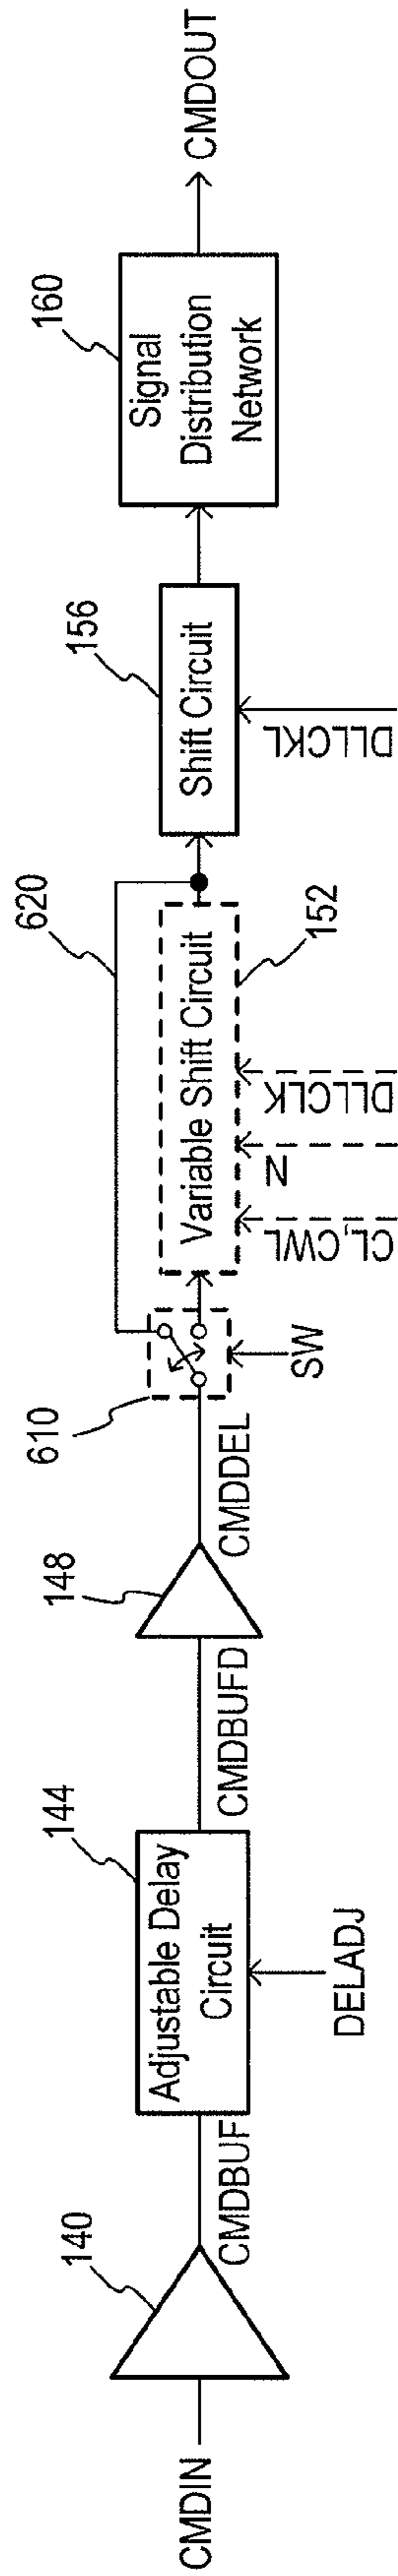 CMDIN
140
CMDBUF
144
Adjustable Delay
Circuit
DELADJ
CMDBUFD
148
CMDDEL
610
SW
620
Variable Shift Circuit
152
CL,CWL
N
DLLCLK
156
Shift Circuit
DLLCKL
160
Signal
Distribution
Network
CMDOUT